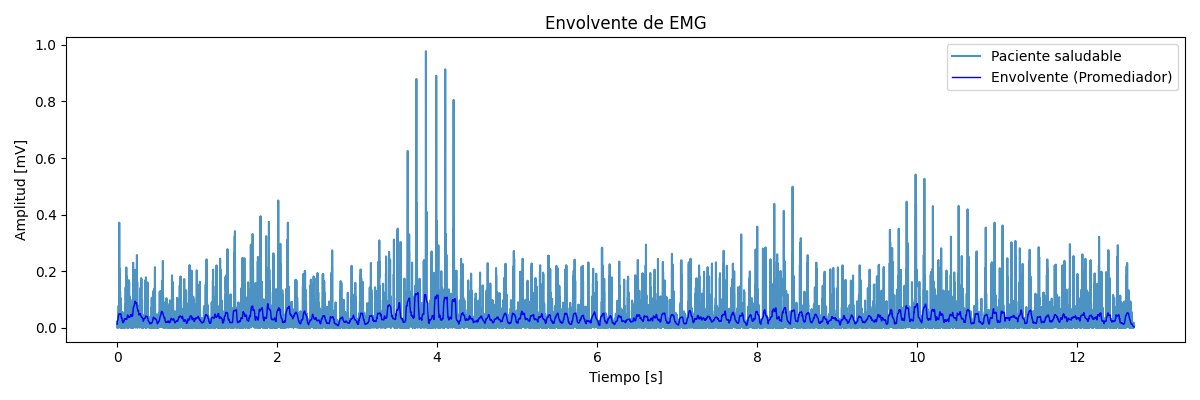 Envolvente de EMG
Paciente saludable
Envolvente (Promediador)
Amplitud [mV]
1.0
0.8
0.6
0.4
0.2
0.0
0 2 4 6 8 10 12
Tiempo [s]